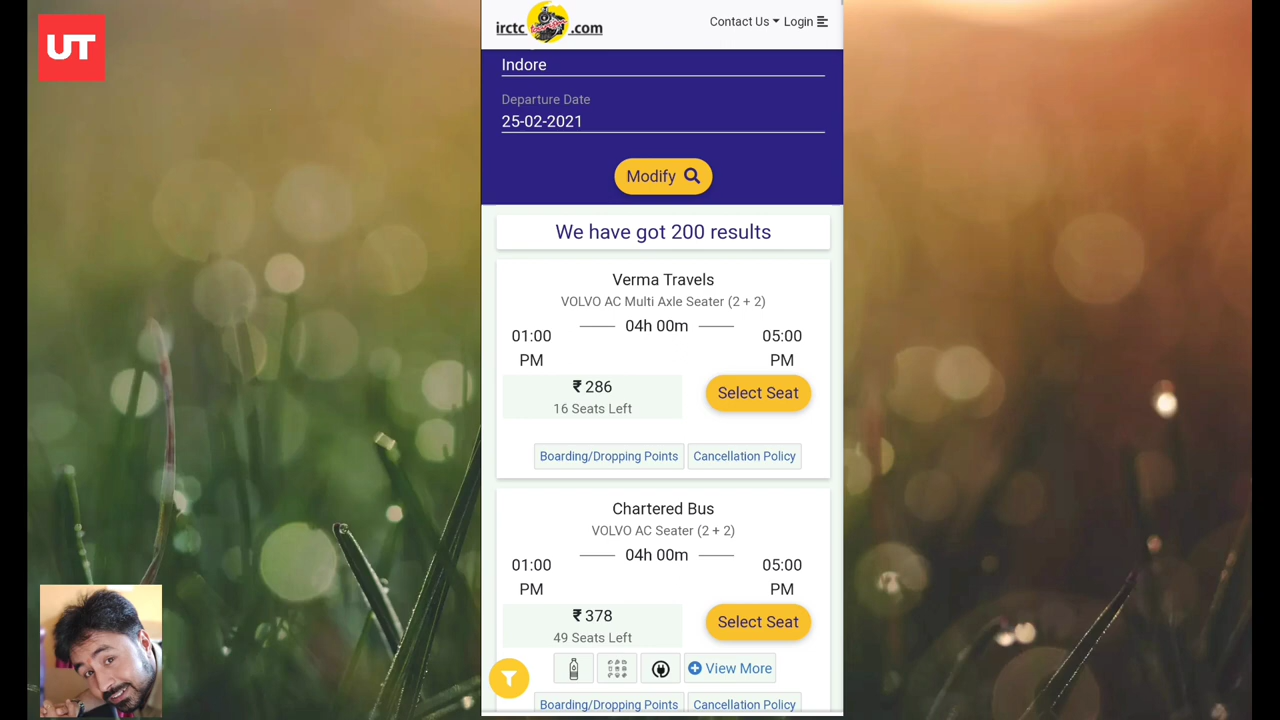 UT
irctc .com
Contact Us Login
Indore
Departure Date
25-02-2021
Modify
We have got 200 results
Verma Travels
VOLVO AC Multi Axle Seater (2 + 2)
04h 00m
01:00 PM
05:00 PM
₹ 286
16 Seats Left
Select Seat
Boarding/Dropping Points
Cancellation Policy
Chartered Bus
VOLVO AC Seater (2 + 2)
04h 00m
01:00 PM
05:00 PM
₹ 378
49 Seats Left
Select Seat
View More
Boarding/Dropping Points
Cancellation Policy